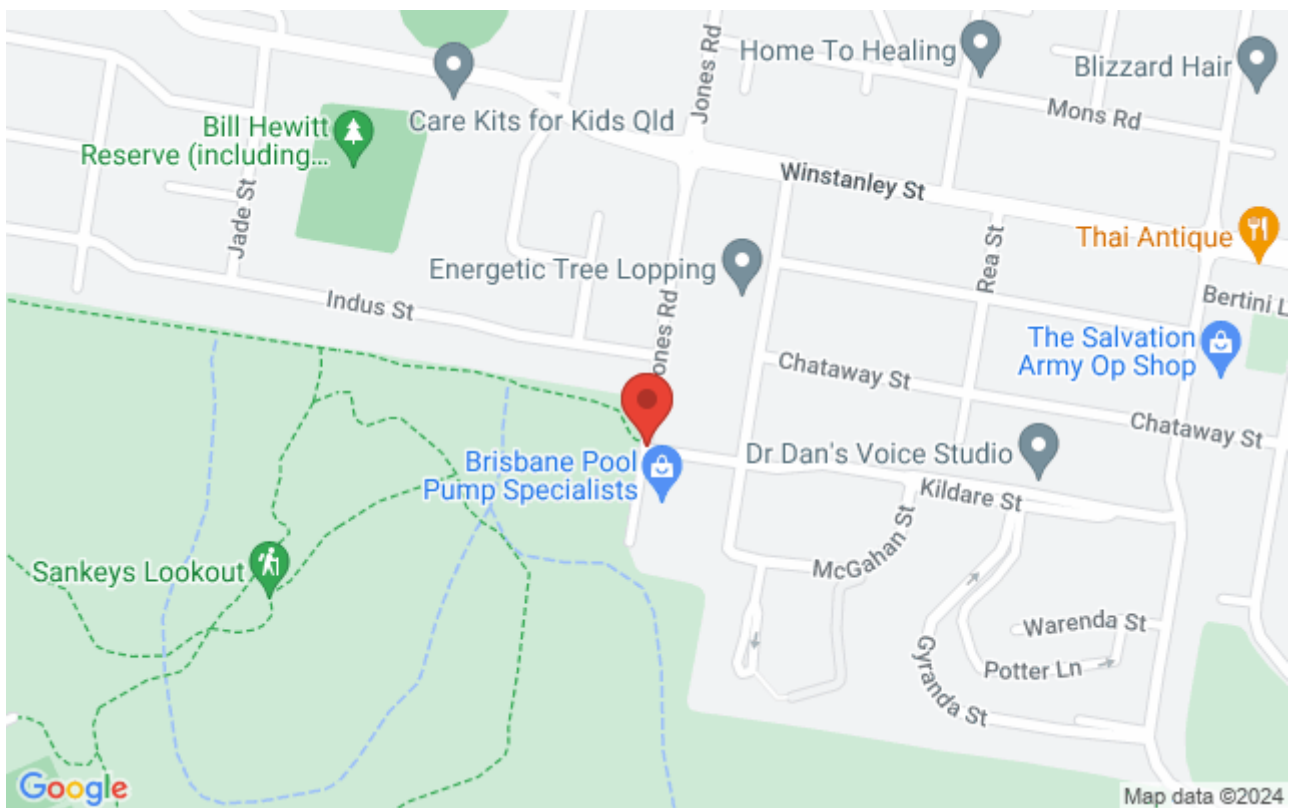 Jones Rd
Home To Healing
Blizzard Hair
Care Kits for Kids Qld
Mons Rd
Bill Hewitt
Reserve (including...
Winstanley St
Jade St
Thai Antique
Rea St
Energetic Tree Lopping
Indus St
Jones Rd
Bertini L
The Salvation
Army Op Shop
Chataway St
Chataway St
Dr Dan's Voice Studio
Brisbane Pool
Pump Specialists
Kildare St
McGahan St
Sankeys Lookout
Warenda St
Gyranda St
Potter Ln
Google
Map data ©2024